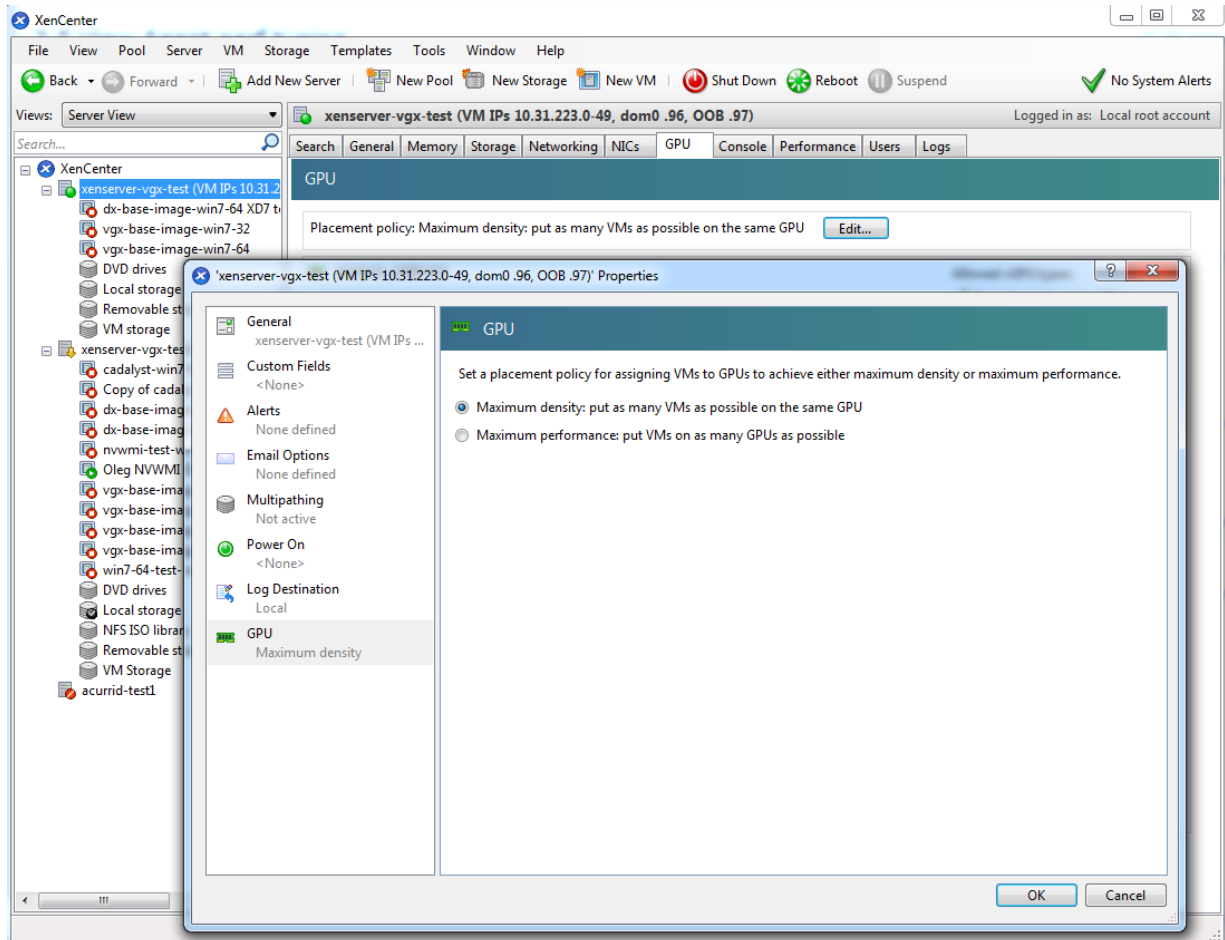 XenCenter
File View Pool Server VM Storage Templates Tools Window Help
Back Forward Add New Server New Pool New Storage New VM Shut Down Reboot Suspend No System Alerts
Views: Server View
xenserver-vgx-test (VM IPs 10.31.223.0-49, dom0 .96, OOB .97)
Logged in as: Local root account
Search...
Search General Memory Storage Networking NICs GPU Console Performance Users Logs
XenCenter
xenserver-vgx-test (VM IPs 10.31.2
dx-base-image-win7-64 XD7 t
vgx-base-image-win7-32
vgx-base-image-win7-64
DVD drives
Local storage
Removable st
VM storage
xenserver-vgx-tes
cadalyst-win7
Copy of cadal
dx-base-imag
dx-base-imag
nvwmi-test-w
Oleg NVWMI
vgx-base-ima
vgx-base-ima
vgx-base-ima
vgx-base-ima
win7-64-test-
DVD drives
Local storage
NFS ISO librar
Removable st
VM Storage
acurrid-test1
GPU
Placement policy: Maximum density: put as many VMs as possible on the same GPU Edit...
'xenserver-vgx-test (VM IPs 10.31.223.0-49, dom0 .96, OOB .97)' Properties
General
xenserver-vgx-test (VM IPs ...
Custom Fields
<None>
Alerts
None defined
Email Options
None defined
Multipathing
Not active
Power On
<None>
Log Destination
Local
GPU
Maximum density
GPU
Set a placement policy for assigning VMs to GPUs to achieve either maximum density or maximum performance.
Maximum density: put as many VMs as possible on the same GPU
Maximum performance: put VMs on as many GPUs as possible
OK Cancel